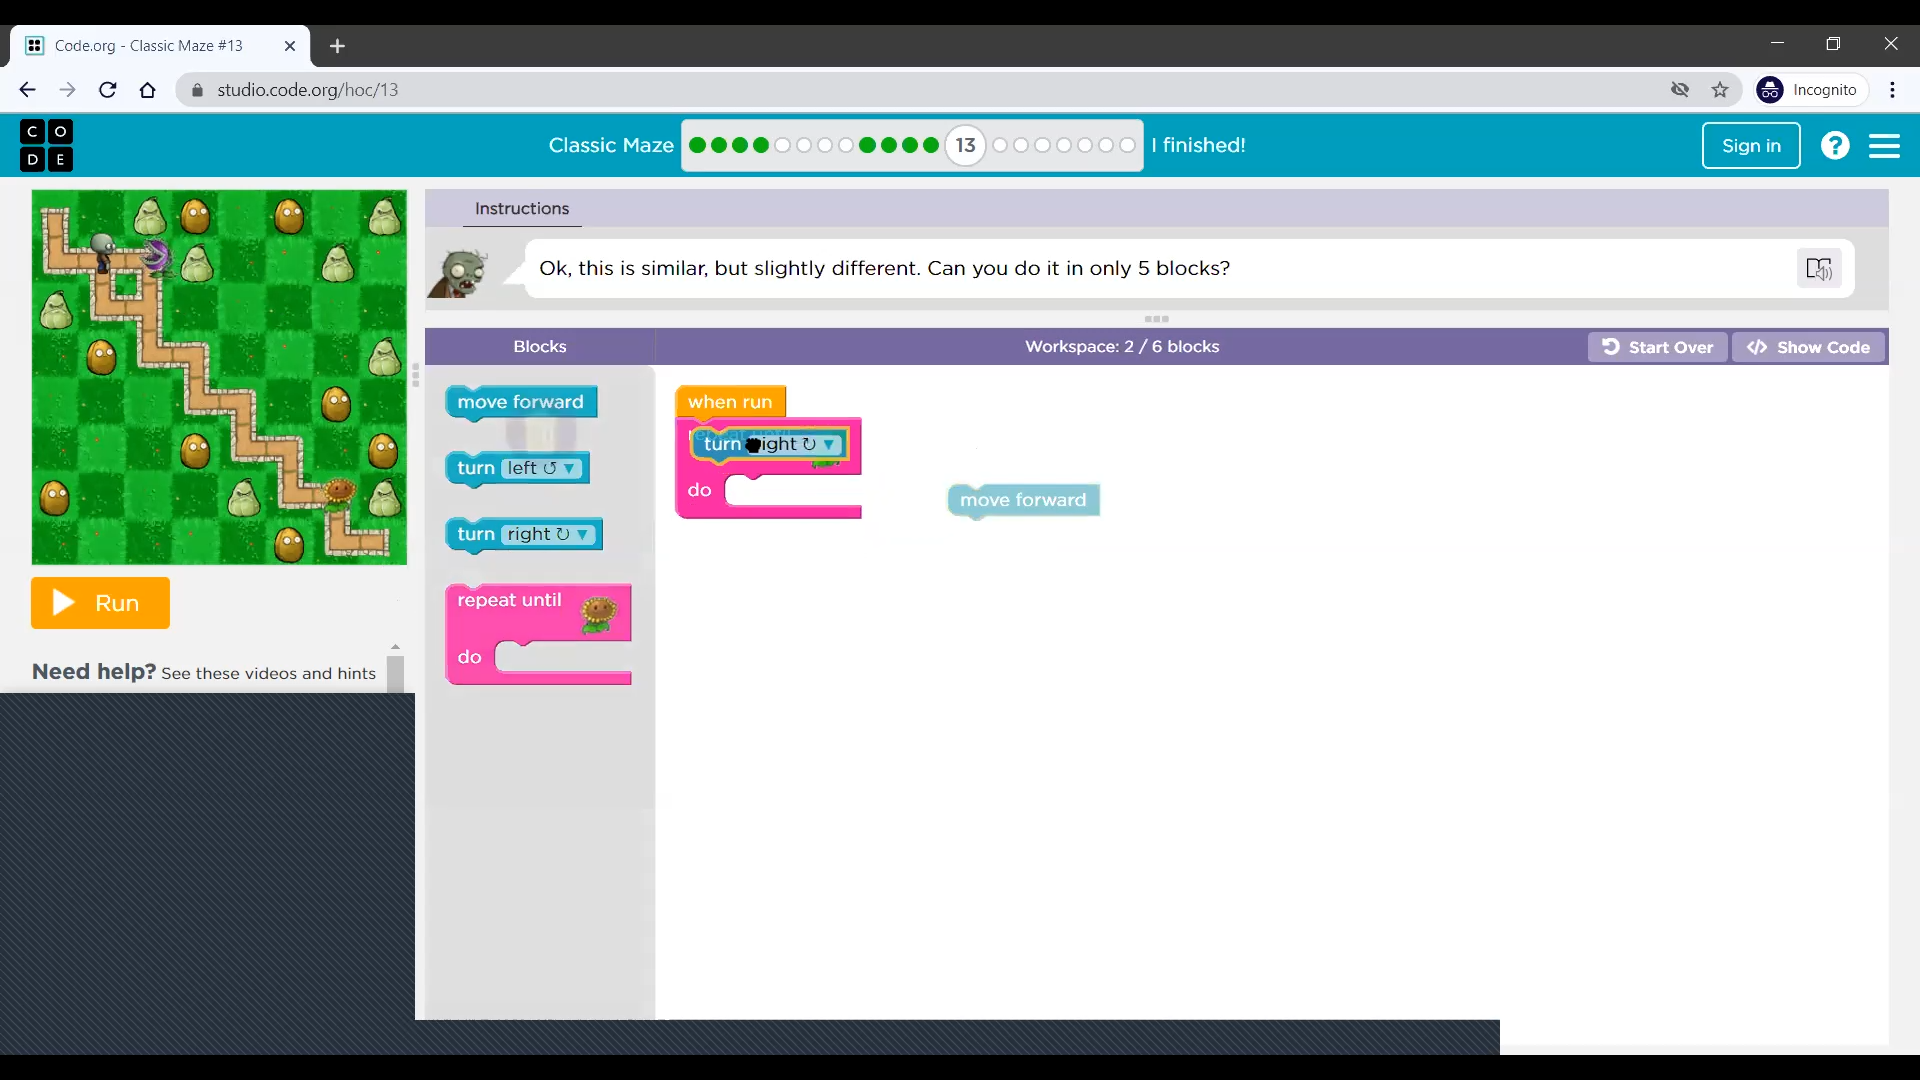 Code.org - Classic Maze #13
studio.code.org/hoc/13
Incognito
C O
D E
Classic Maze
13
I finished!
Sign in
?
Instructions
Ok, this is similar, but slightly different. Can you do it in only 5 blocks?
Blocks
Workspace: 2 / 6 blocks
Start Over
Show Code
move forward
turn left
turn right
repeat until
do
when run
turn right
do
move forward
Run
Need help? See these videos and hints